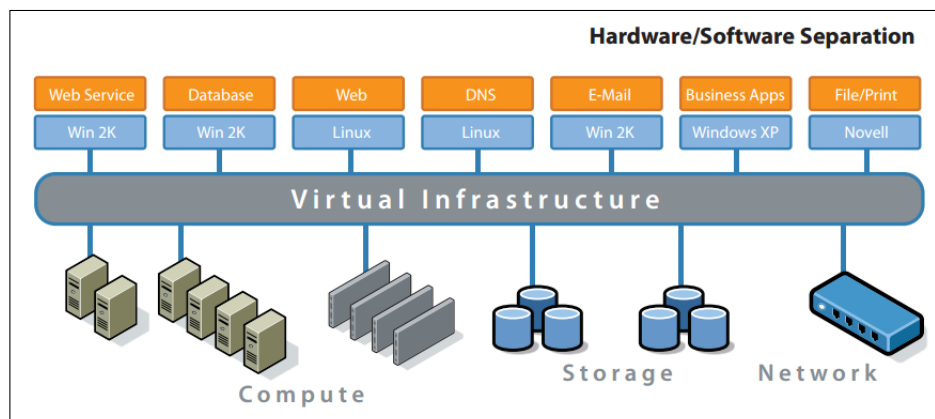 Hardware/Software Separation
Web Service Database Web DNS E-Mail Business Apps File/Print
Win 2K Win 2K Linux Linux Win 2K Windows XP Novell
Virtual Infrastructure
Compute Storage Network